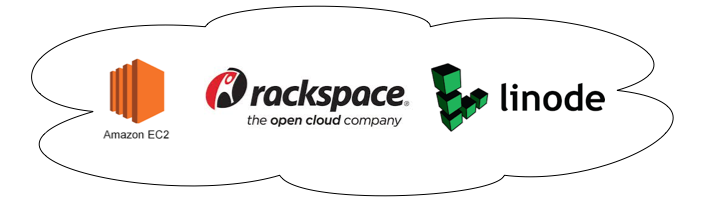 Amazon EC2
rackspace®
the open cloud company
linode